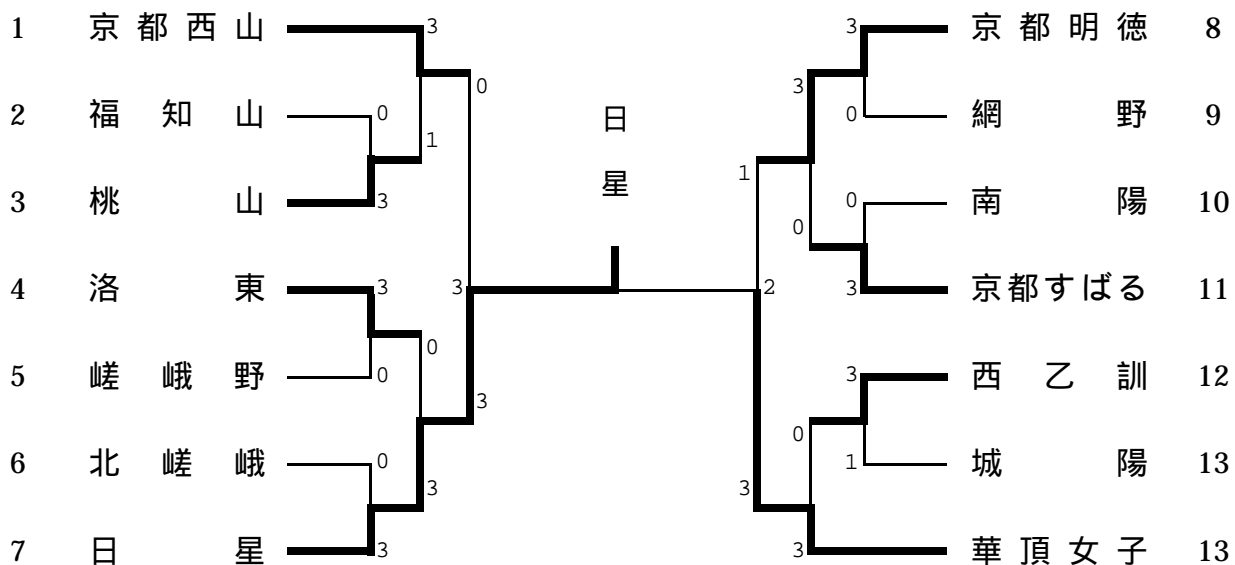 1 京都西山 3 3 京都明徳 8
0 3
2 福知山 0 日 0 網野 9
1 1
3 桃山 3 星 0 南陽 10
0
4 洛東 3 3 2 3 京都すばる 11
0
5 嵯峨野 0 3 3 西乙訓 12
0
6 北嵯峨 0 1 城陽 13
3 3
7 日星 3 3 華頂女子 13